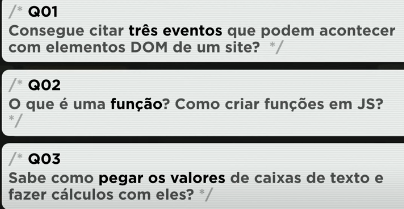 /* Q01
Consegue citar três eventos que podem acontecer
com elementos DOM de um site? */
/* Q02
O que é uma função? Como criar funções em JS?
*/
/* Q03
Sabe como pegar os valores de caixas de texto e
fazer cálculos com eles? */